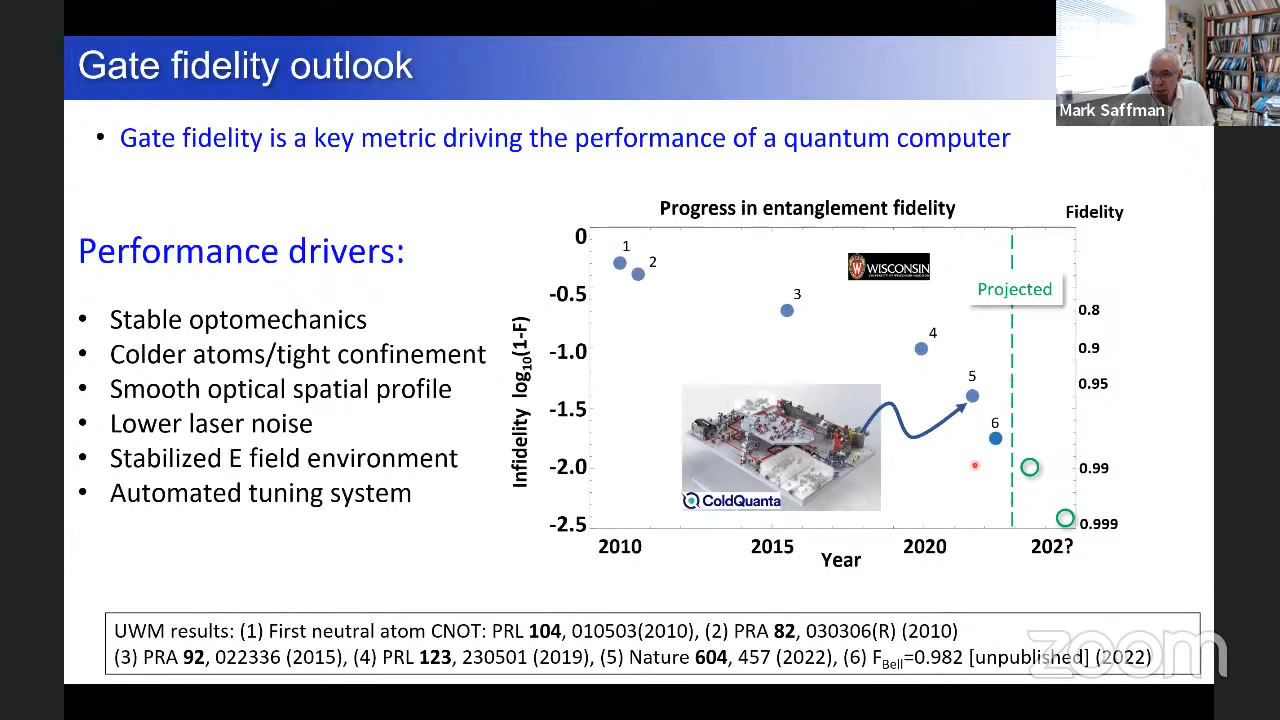 Gate fidelity outlook
Mark Saffman
• Gate fidelity is a key metric driving the performance of a quantum computer
Performance drivers:
• Stable optomechanics
• Colder atoms/tight confinement
• Smooth optical spatial profile
• Lower laser noise
• Stabilized E field environment
• Automated tuning system
Progress in entanglement fidelity
Fidelity
Infidelity log10(1-F)
0
-0.5
-1.0
-1.5
-2.0
-2.5
1
2
3
4
5
6
WISCONSIN
UNIVERSITY OF WISCONSIN-MADISON
Projected
ColdQuanta
0.8
0.9
0.95
0.99
0.999
2010
2015
2020
202?
Year
UWM results: (1) First neutral atom CNOT: PRL 104, 010503(2010), (2) PRA 82, 030306(R) (2010)
(3) PRA 92, 022336 (2015), (4) PRL 123, 230501 (2019), (5) Nature 604, 457 (2022), (6) FBell=0.982 [unpublished] (2022)
zoom